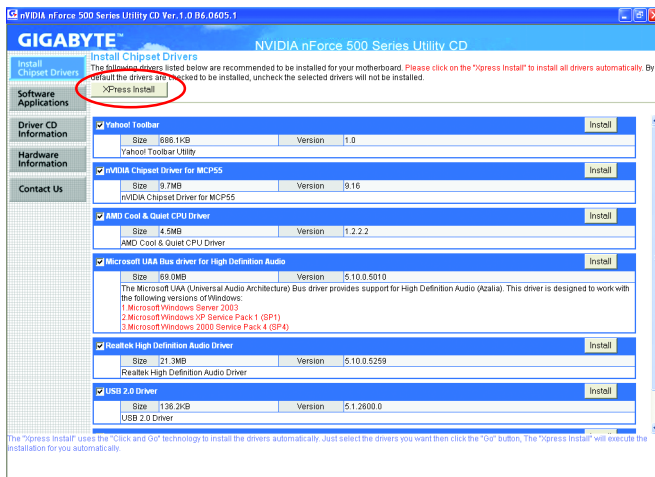 nVIDIA nForce 500 Series Utility CD Ver.1.0 B6.0605.1
GIGABYTE™
NVIDIA nForce 500 Series Utility CD
Install
Chipset Drivers
Software
Applications
Driver CD
Information
Hardware
Information
Contact Us
Install Chipset Drivers
The following drivers listed below are recommended to be installed for your motherboard. Please click on the "Xpress Install" to install all drivers automatically. By
default the drivers are checked to be installed, uncheck the selected drivers will not be installed.
XPress Install
Yahoo! Toolbar Install
Size 686.1KB Version 1.0
Yahoo! Toolbar Utility
nVIDIA Chipset Driver for MCP55 Install
Size 9.7MB Version 9.16
nVIDIA Chipset Driver for MCP55
AMD Cool & Quiet CPU Driver Install
Size 4.5MB Version 1.2.2.2
AMD Cool & Quiet CPU Driver
Microsoft UAA Bus driver for High Definition Audio Install
Size 69.0MB Version 5.10.0.5010
The Microsoft UAA (Universal Audio Architecture) Bus driver provides support for High Definition Audio (Azalia). This driver is designed to work with
the following versions of Windows:
1.Microsoft Windows Server 2003
2.Microsoft Windows XP Service Pack 1 (SP1)
3.Microsoft Windows 2000 Service Pack 4 (SP4)
Realtek High Definition Audio Driver Install
Size 21.3MB Version 5.10.0.5259
Realtek High Definition Audio Driver
USB 2.0 Driver Install
Size 136.2KB Version 5.1.2600.0
USB 2.0 Driver
The "Xpress Install" uses the "Click and Go" technology to install the drivers automatically. Just select the drivers you want then click the "Go" button, The "Xpress Install" will execute the
installation for you automatically.